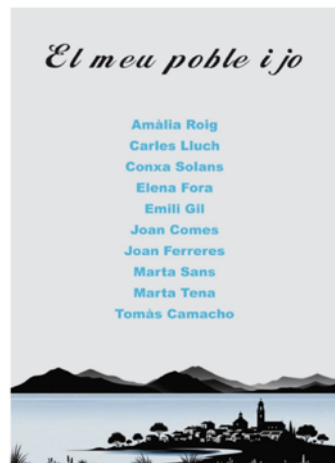 El meu poble i jo
Amàlia Roig
Carles Lluch
Conxa Solans
Elena Fora
Emili Gil
Joan Comes
Joan Ferreres
Marta Sans
Marta Tena
Tomàs Camacho